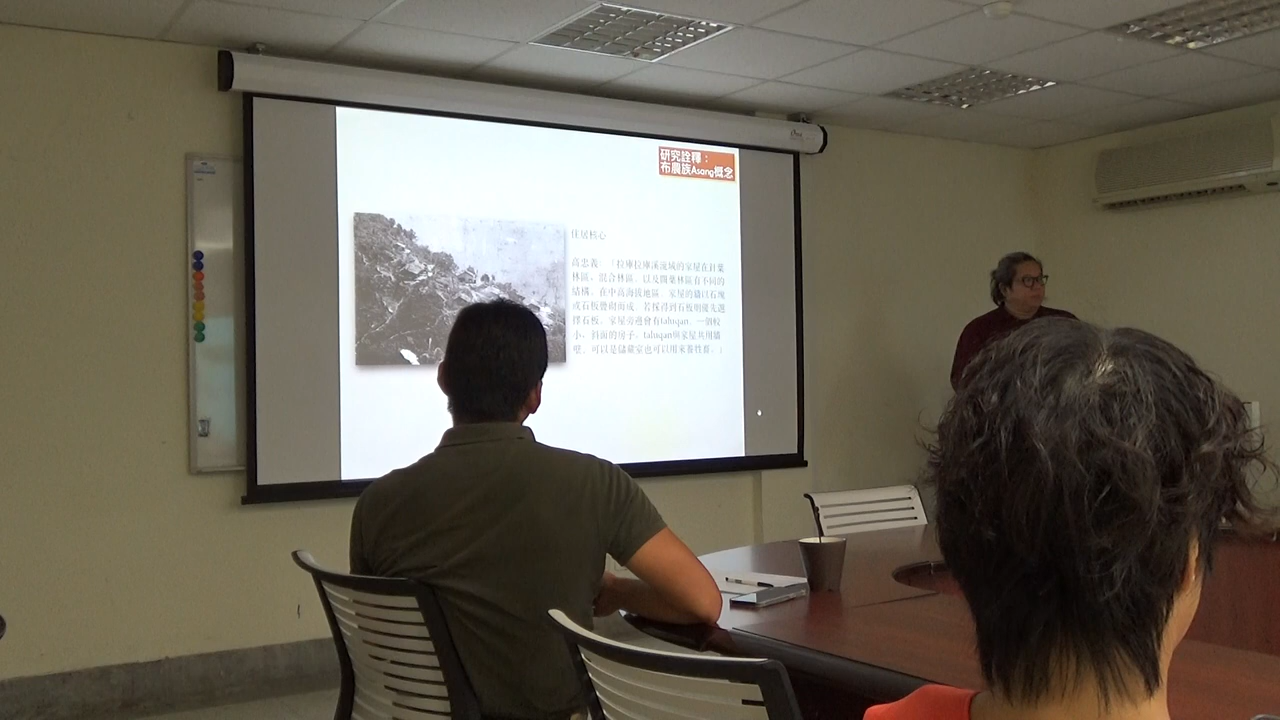 研究詮釋：
布農族Asang概念
住居核心
高忠義：「拉庫拉庫溪流域的家屋在針葉
林區、混合林區、以及闊葉林區有不同的
結構。在中高海拔地區，家屋的牆以石塊
或石板疊砌而成，若採得到石板則優先選
擇石板。家屋旁邊會有taluqan，一個較
小、斜面的房子。taluqan與家屋共用牆
壁，可以是儲藏室也可以用來養牲畜。」